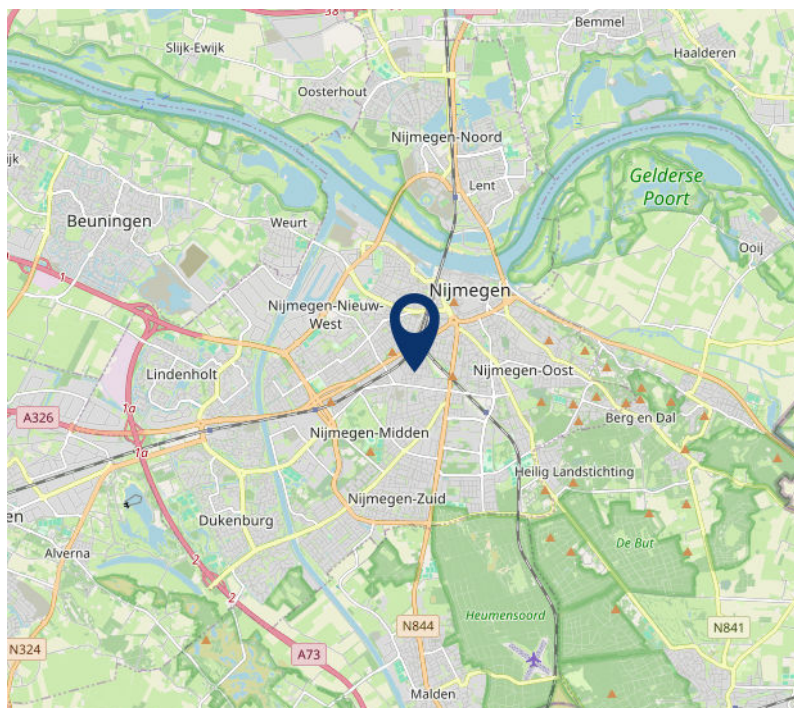 38
Bemmel
Slijk-Ewijk
Haalderen
Oosterhout
Nijmegen-Noord
ijk
Lent
Gelderse
Poort
Beuningen
Weurt
Ooij
1
Nijmegen
Nijmegen-Nieuw-
West
Lindenholt
Nijmegen-Oost
1a
A326
Berg en Dal
Nijmegen-Midden
1a
Heilig Landstichting
Nijmegen-Zuid
en
Dukenburg
De But
Alverna
2
2
Heumensoord
N844
N841
N324
A73
Malden